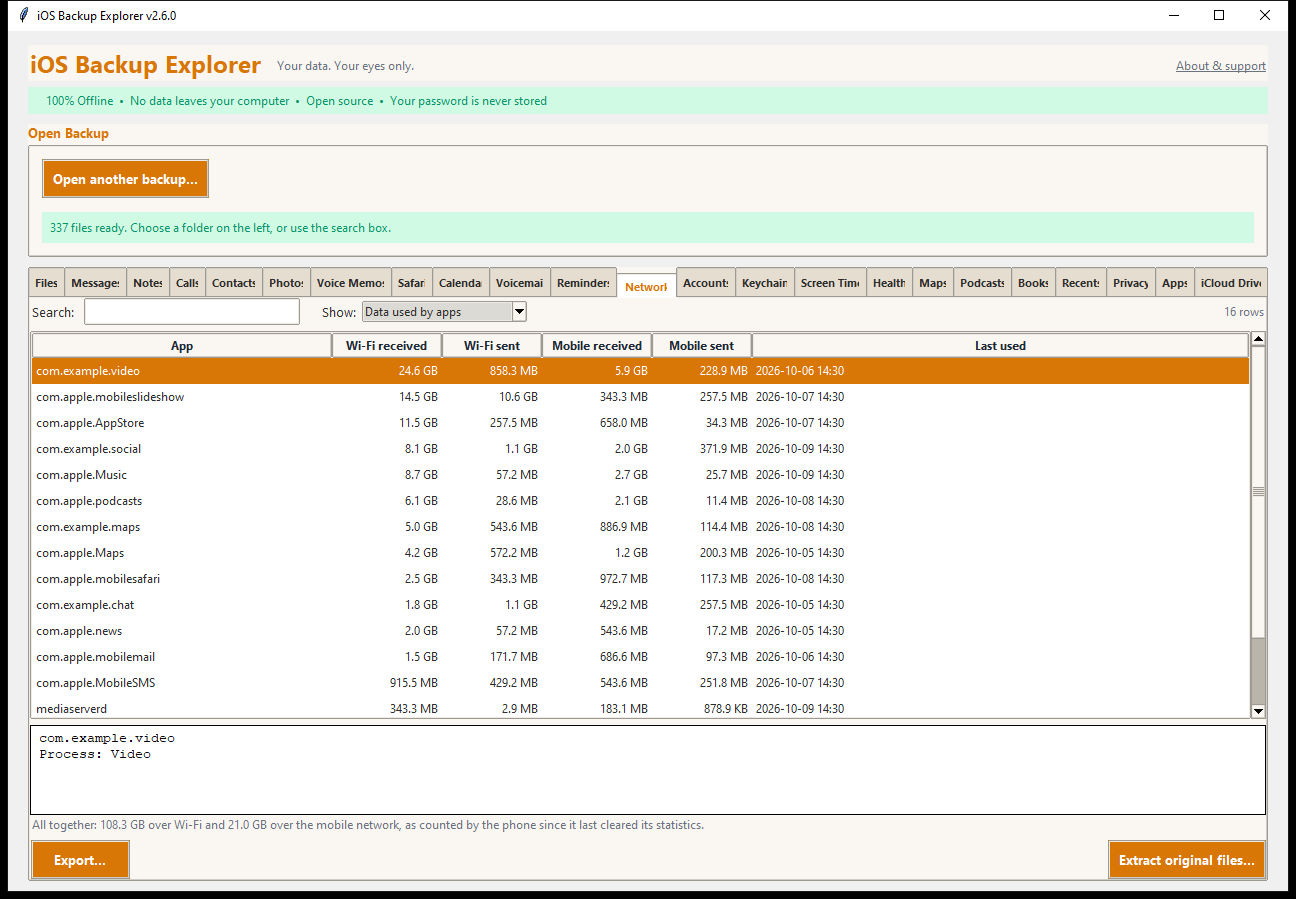 iOS Backup Explorer v2.6.0
iOS Backup Explorer Your data. Your eyes only. About & support
100% Offline • No data leaves your computer • Open source • Your password is never stored
Open Backup
Open another backup...
337 files ready. Choose a folder on the left, or use the search box.
Files Messages Notes Calls Contacts Photos Voice Memos Safari Calenda Voicemai Reminders Network Accounts Keychain Screen Time Health Maps Podcasts Books Recents Privacy Apps iCloud Drive
Search: Show: Data used by apps 16 rows
App Wi-Fi received Wi-Fi sent Mobile received Mobile sent Last used
com.example.video 24.6 GB 858.3 MB 5.9 GB 228.9 MB 2026-10-06 14:30
com.apple.mobileslideshow 14.5 GB 10.6 GB 343.3 MB 257.5 MB 2026-10-07 14:30
com.apple.AppStore 11.5 GB 257.5 MB 658.0 MB 34.3 MB 2026-10-07 14:30
com.example.social 8.1 GB 1.1 GB 2.0 GB 371.9 MB 2026-10-09 14:30
com.apple.Music 8.7 GB 57.2 MB 2.7 GB 25.7 MB 2026-10-09 14:30
com.apple.podcasts 6.1 GB 28.6 MB 2.1 GB 11.4 MB 2026-10-08 14:30
com.example.maps 5.0 GB 543.6 MB 886.9 MB 114.4 MB 2026-10-08 14:30
com.apple.Maps 4.2 GB 572.2 MB 1.2 GB 200.3 MB 2026-10-05 14:30
com.apple.mobilesafari 2.5 GB 343.3 MB 972.7 MB 117.3 MB 2026-10-08 14:30
com.example.chat 1.8 GB 1.1 GB 429.2 MB 257.5 MB 2026-10-05 14:30
com.apple.news 2.0 GB 57.2 MB 543.6 MB 17.2 MB 2026-10-05 14:30
com.apple.mobilemail 1.5 GB 171.7 MB 686.6 MB 97.3 MB 2026-10-06 14:30
com.apple.MobileSMS 915.5 MB 429.2 MB 543.6 MB 251.8 MB 2026-10-07 14:30
mediaserverd 343.3 MB 2.9 MB 183.1 MB 878.9 KB 2026-10-09 14:30
com.example.video
Process: Video
All together: 108.3 GB over Wi-Fi and 21.0 GB over the mobile network, as counted by the phone since it last cleared its statistics.
Export... Extract original files...